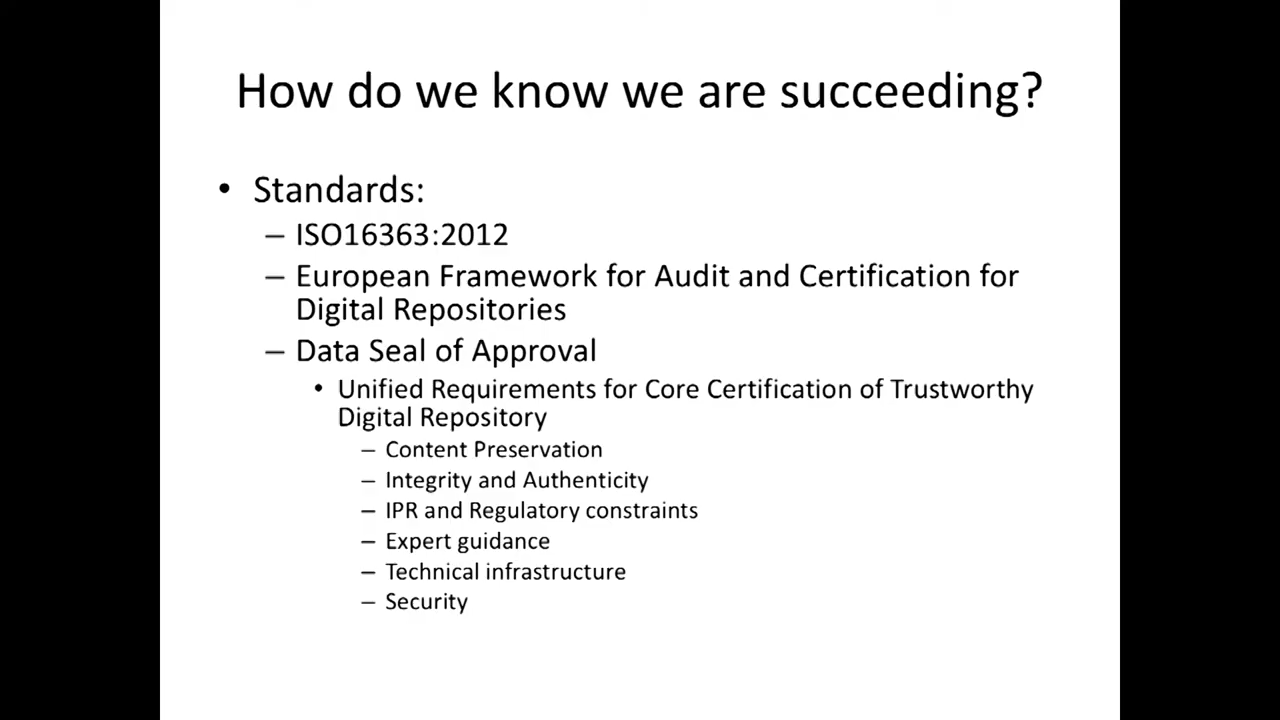 How do we know we are succeeding?
• Standards:
– ISO16363:2012
– European Framework for Audit and Certification for
Digital Repositories
– Data Seal of Approval
• Unified Requirements for Core Certification of Trustworthy
Digital Repository
– Content Preservation
– Integrity and Authenticity
– IPR and Regulatory constraints
– Expert guidance
– Technical infrastructure
– Security